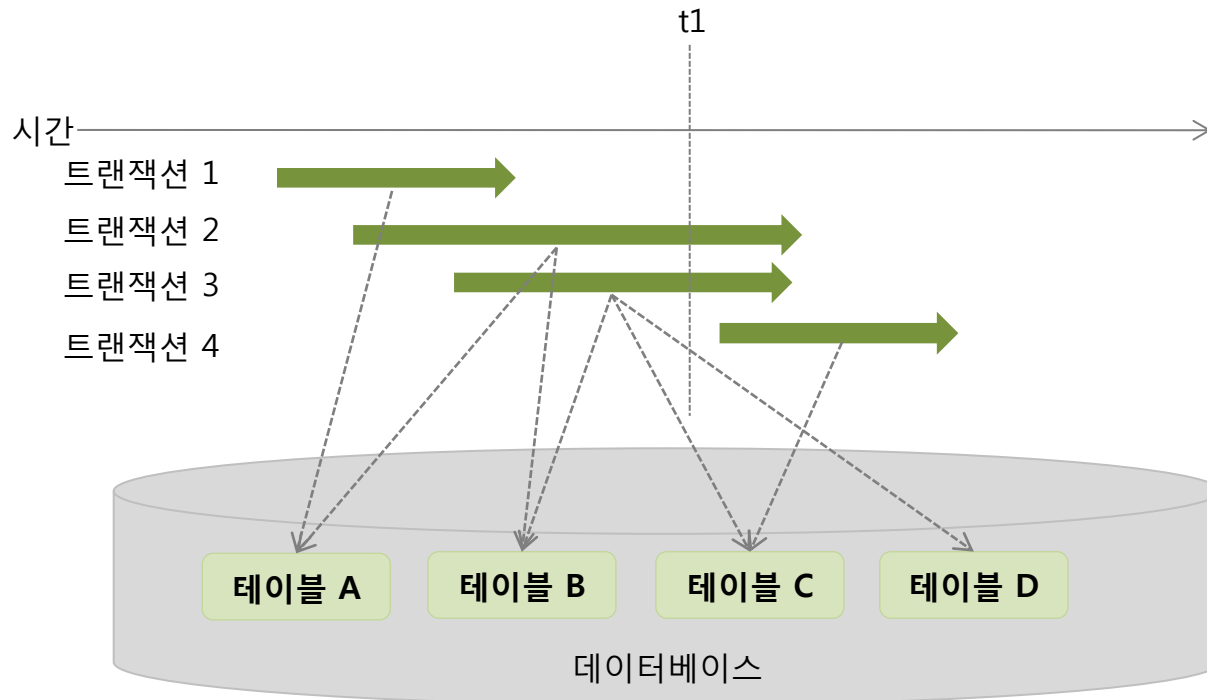 t1
시간
트랜잭션 1
트랜잭션 2
트랜잭션 3
트랜잭션 4
테이블 A
테이블 B
테이블 C
테이블 D
데이터베이스